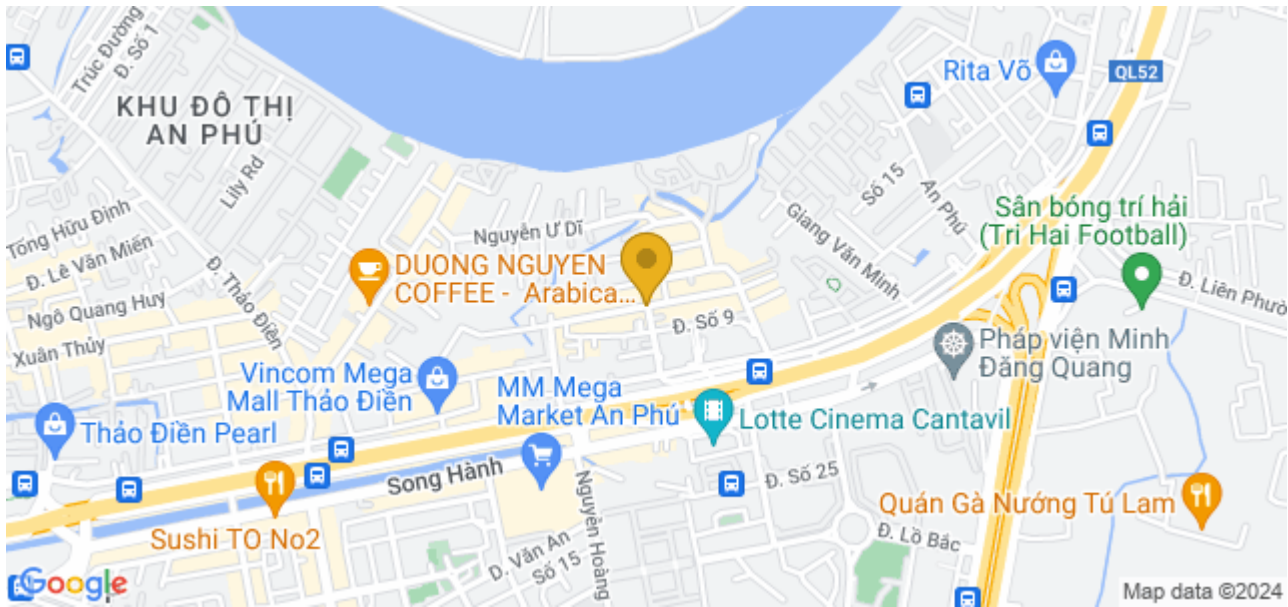 Trúc Đường
Đ. Số 1
KHU ĐÔ THỊ
AN PHÚ
Lily Rd
Rita Võ
QL52
Số 15
An Phú
Giang Văn Minh
Sân bóng trí hải
(Tri Hai Football)
Tống Hữu Định
Đ. Lê Văn Miến
Đ. Thảo Điền
Nguyễn Ư Dĩ
DUONG NGUYEN
COFFEE - Arabica...
Ngô Quang Huy
Xuân Thủy
Đ. Số 9
Đ. Liên Phườ
Pháp viện Minh
Đăng Quang
Vincom Mega
Mall Thảo Điền
MM Mega
Market An Phú
Lotte Cinema Cantavil
Thảo Điền Pearl
Song Hành
Đ. Số 25
Sushi TO No2
Nguyễn Hoàng
Quán Gà Nướng Tú Lam
Đ. Văn An
Số 15
Đ. Lồ Bắc
Google
Map data ©2024